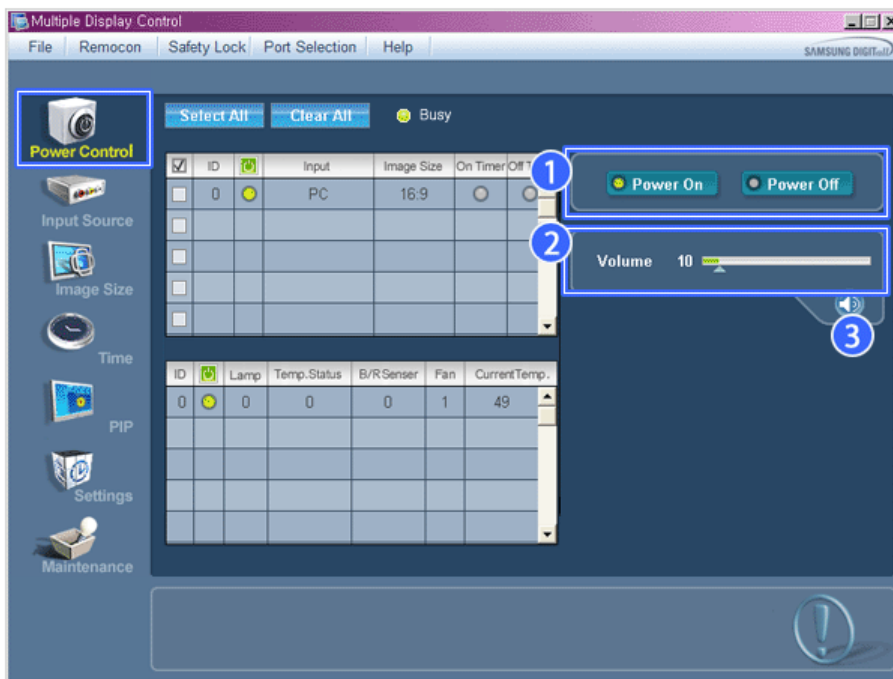 Multiple Display Control
File Remocon Safety Lock Port Selection Help
SAMSUNG DIGITall
Select All Clear All Busy
Power Control
Input Source
Image Size
Time
PIP
Settings
Maintenance
ID Input Image Size On Timer Off T
0 PC 16:9
ID Lamp Temp.Status B/RSenser Fan CurrentTemp.
0 0 0 0 1 49
1
Power On Power Off
2
Volume 10
3